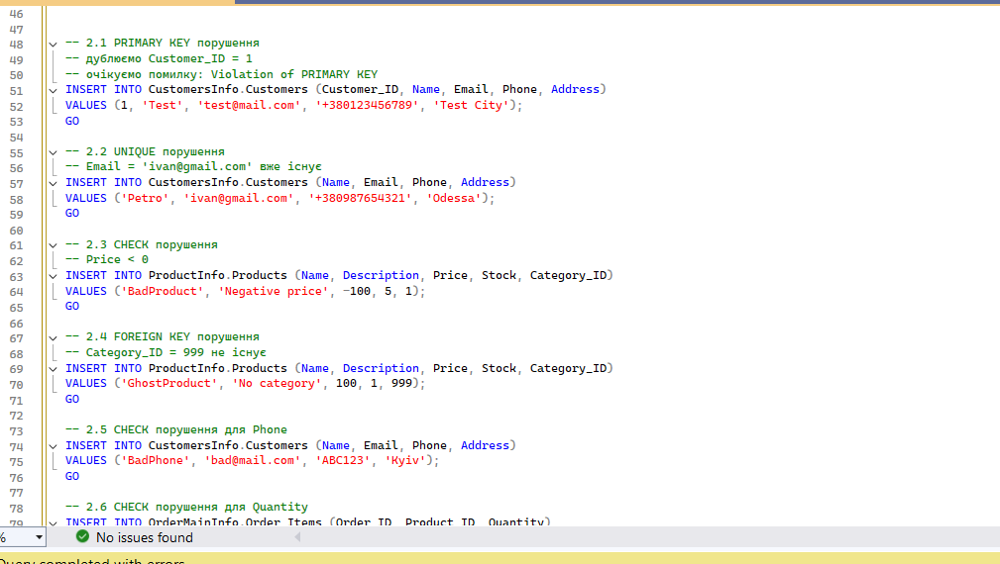 46
47
48 -- 2.1 PRIMARY KEY порушення
49 -- дублюємо Customer_ID = 1
50 -- очікуємо помилку: Violation of PRIMARY KEY
51 INSERT INTO CustomersInfo.Customers (Customer_ID, Name, Email, Phone, Address)
52 VALUES (1, 'Test', 'test@mail.com', '+380123456789', 'Test City');
53 GO
54
55 -- 2.2 UNIQUE порушення
56 -- Email = 'ivan@gmail.com' вже існує
57 INSERT INTO CustomersInfo.Customers (Name, Email, Phone, Address)
58 VALUES ('Petro', 'ivan@gmail.com', '+380987654321', 'Odessa');
59 GO
60
61 -- 2.3 CHECK порушення
62 -- Price < 0
63 INSERT INTO ProductInfo.Products (Name, Description, Price, Stock, Category_ID)
64 VALUES ('BadProduct', 'Negative price', -100, 5, 1);
65 GO
66
67 -- 2.4 FOREIGN KEY порушення
68 -- Category_ID = 999 не існує
69 INSERT INTO ProductInfo.Products (Name, Description, Price, Stock, Category_ID)
70 VALUES ('GhostProduct', 'No category', 100, 1, 999);
71 GO
72
73 -- 2.5 CHECK порушення для Phone
74 INSERT INTO CustomersInfo.Customers (Name, Email, Phone, Address)
75 VALUES ('BadPhone', 'bad@mail.com', 'ABC123', 'Kyiv');
76 GO
77
78 -- 2.6 CHECK порушення для Quantity
79 INSERT INTO OrderMainInfo.Order_Items (Order_ID, Product_ID, Quantity)
% No issues found
Query completed with errors